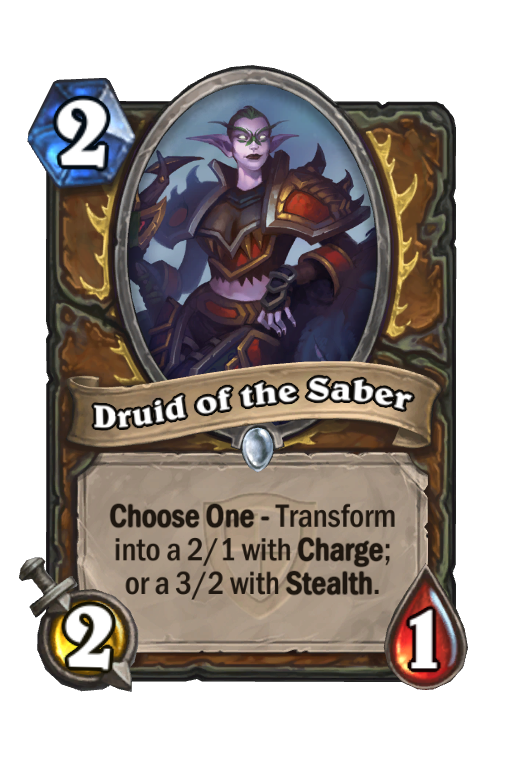 2
Druid of the Saber
Choose One - Transform
into a 2/1 with Charge;
or a 3/2 with Stealth.
2
1